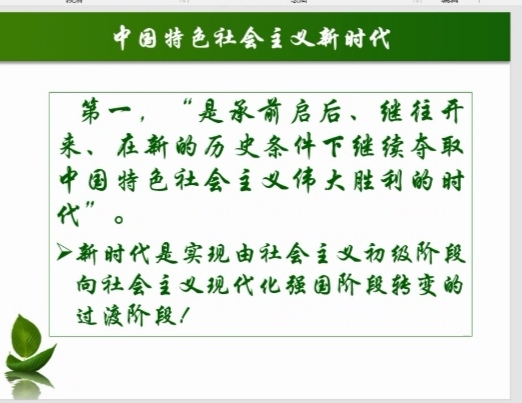 中国特色社会主义新时代
第一，“是承前启后、继往开
来、在新的历史条件下继续夺取
中国特色社会主义伟大胜利的时
代”。
新时代是实现由社会主义初级阶段
向社会主义现代化强国阶段转变的
过渡阶段！